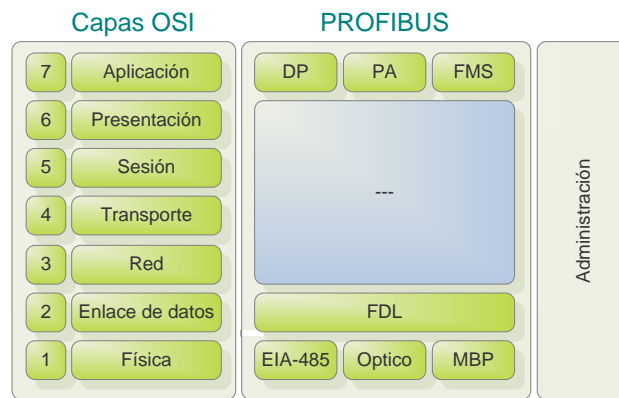 Capas OSI
PROFIBUS
7 Aplicación
DP PA FMS
6 Presentación
5 Sesión
---
4 Transporte
3 Red
2 Enlace de datos
FDL
1 Física
EIA-485 Optico MBP
Administración